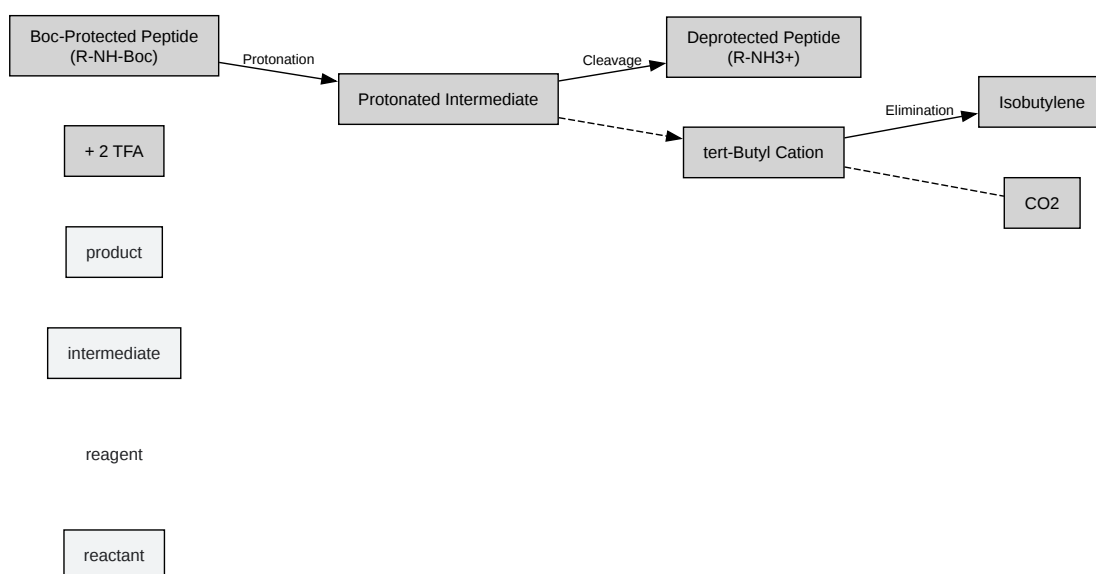 Boc-Protected Peptide
(R-NH-Boc)
Protonation
Protonated Intermediate
Cleavage
Deprotected Peptide
(R-NH3+)
tert-Butyl Cation
Elimination
Isobutylene
CO2
+ 2 TFA
product
intermediate
reagent
reactant